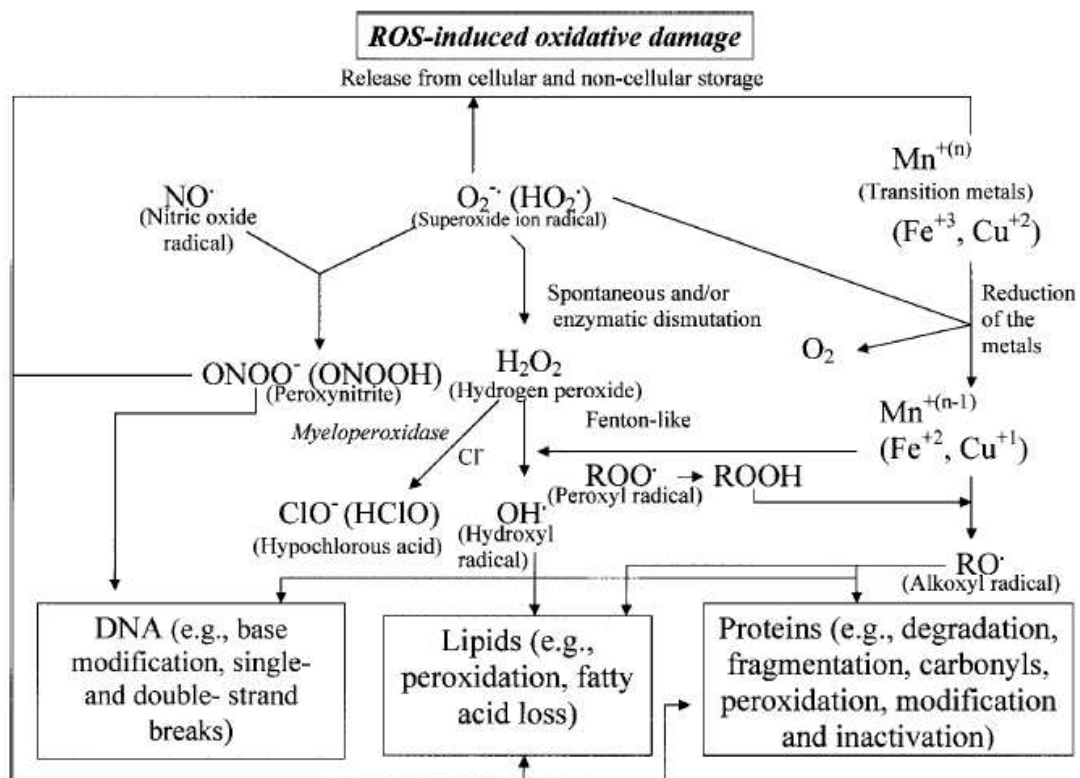 ROS-induced oxidative damage
Release from cellular and non-cellular storage
Mn⁺⁽ⁿ⁾
(Transition metals)
(Fe⁺³, Cu⁺²)
NO·
(Nitric oxide
radical)
O₂⁻· (HO₂·)
(Superoxide ion radical)
Spontaneous and/or
enzymatic dismutation
Reduction
of the
metals
O₂
ONOO⁻ (ONOOH)
(Peroxynitrite)
H₂O₂
(Hydrogen peroxide)
Mn⁺⁽ⁿ⁻¹⁾
(Fe⁺², Cu⁺¹)
Myeloperoxidase
Cl⁻
Fenton-like
ROO·
(Peroxyl radical)
ROOH
ClO⁻ (HClO)
(Hypochlorous acid)
OH·
(Hydroxyl
radical)
RO·
(Alkoxyl radical)
DNA (e.g., base
modification, single-
and double- strand
breaks)
Lipids (e.g.,
peroxidation, fatty
acid loss)
Proteins (e.g., degradation,
fragmentation, carbonyls,
peroxidation, modification
and inactivation)